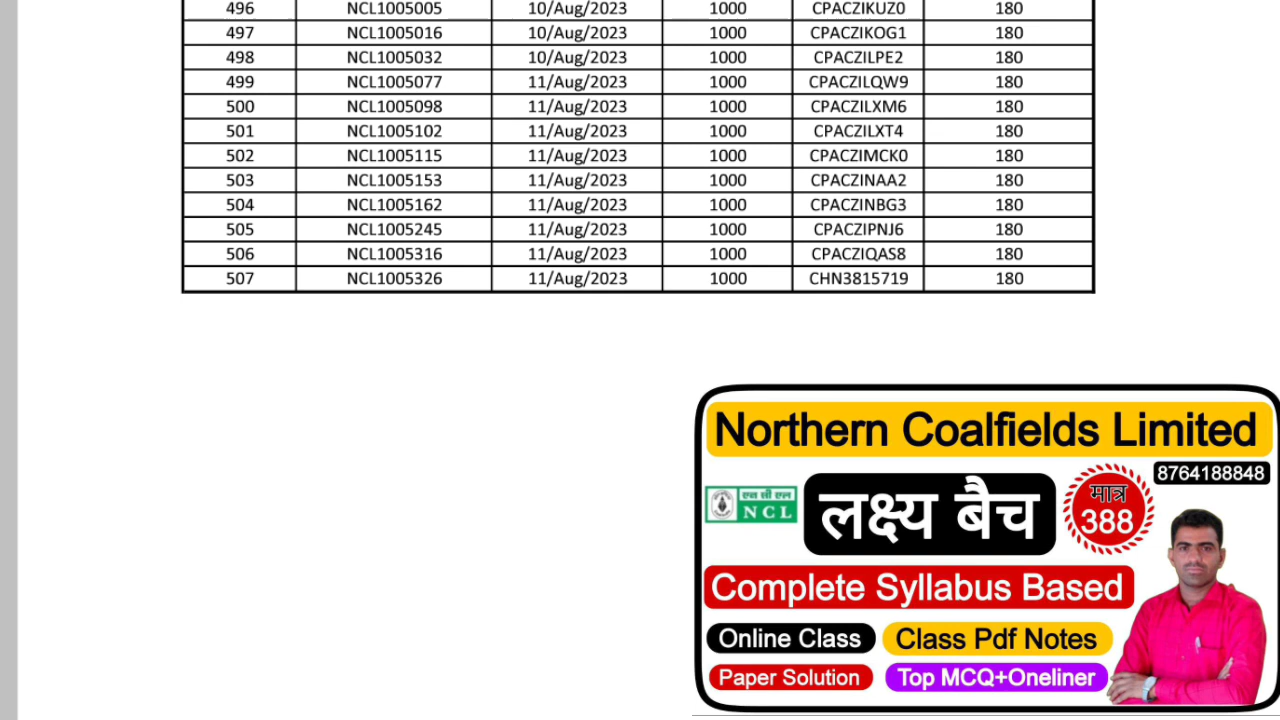 496 NCL1005005 10/Aug/2023 1000 CPACZIKUZ0 180
497 NCL1005016 10/Aug/2023 1000 CPACZIKOG1 180
498 NCL1005032 10/Aug/2023 1000 CPACZILPE2 180
499 NCL1005077 11/Aug/2023 1000 CPACZILQW9 180
500 NCL1005098 11/Aug/2023 1000 CPACZILXM6 180
501 NCL1005102 11/Aug/2023 1000 CPACZILXT4 180
502 NCL1005115 11/Aug/2023 1000 CPACZIMCK0 180
503 NCL1005153 11/Aug/2023 1000 CPACZINAA2 180
504 NCL1005162 11/Aug/2023 1000 CPACZINBG3 180
505 NCL1005245 11/Aug/2023 1000 CPACZIPNJ6 180
506 NCL1005316 11/Aug/2023 1000 CPACZIQAS8 180
507 NCL1005326 11/Aug/2023 1000 CHN3815719 180
Northern Coalfields Limited
8764188848
एन सी एल
NCL
लक्ष्य बैच
मात्र
388
Complete Syllabus Based
Online Class
Class Pdf Notes
Paper Solution
Top MCQ+Oneliner